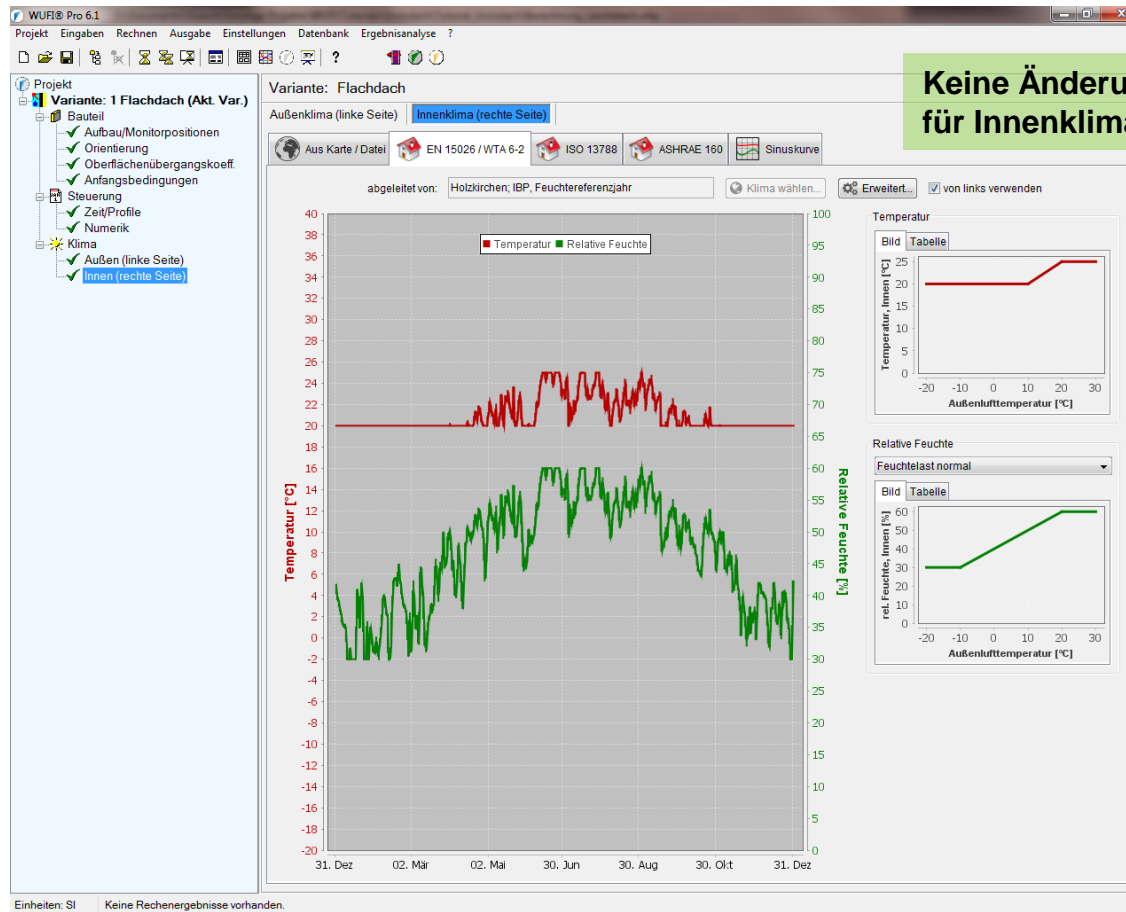 WUFI® Pro 6.1
Projekt Eingaben Rechnen Ausgabe Einstellungen Datenbank Ergebnisanalyse ?
Keine Änderu
für Innenklima
Projekt
Variante: 1 Flachdach (Akt. Var.)
Bauteil
Aufbau/Monitorpositionen
Orientierung
Oberflächenübergangskoeff.
Anfangsbedingungen
Steuerung
Zeit/Profile
Numerik
Klima
Außen (linke Seite)
Innen (rechte Seite)
Variante: Flachdach
Außenklima (linke Seite) Innenklima (rechte Seite)
Aus Karte / Datei EN 15026 / WTA 6-2 ISO 13788 ASHRAE 160 Sinuskurve
abgeleitet von: Holzkirchen; IBP, Feuchtereferenzjahr Klima wählen... Erweitert... von links verwenden
Temperatur Relative Feuchte
Temperatur [°C]
40
38
36
34
32
30
28
26
24
22
20
18
16
14
12
10
8
6
4
2
0
-2
-4
-6
-8
-10
-12
-14
-16
-18
-20
Relative Feuchte [%]
100
95
90
85
80
75
70
65
60
55
50
45
40
35
30
25
20
15
10
5
0
31. Dez 02. Mär 02. Mai 30. Jun 30. Aug 30. Okt 31. Dez
Temperatur
Bild Tabelle
Temperatur, Innen [°C]
25
20
15
10
5
0
-20 -10 0 10 20 30
Außenlufttemperatur [°C]
Relative Feuchte
Feuchtelast normal
Bild Tabelle
rel. Feuchte, Innen [%]
60
50
40
30
20
10
0
-20 -10 0 10 20 30
Außenlufttemperatur [°C]
Einheiten: SI Keine Rechenergebnisse vorhanden.